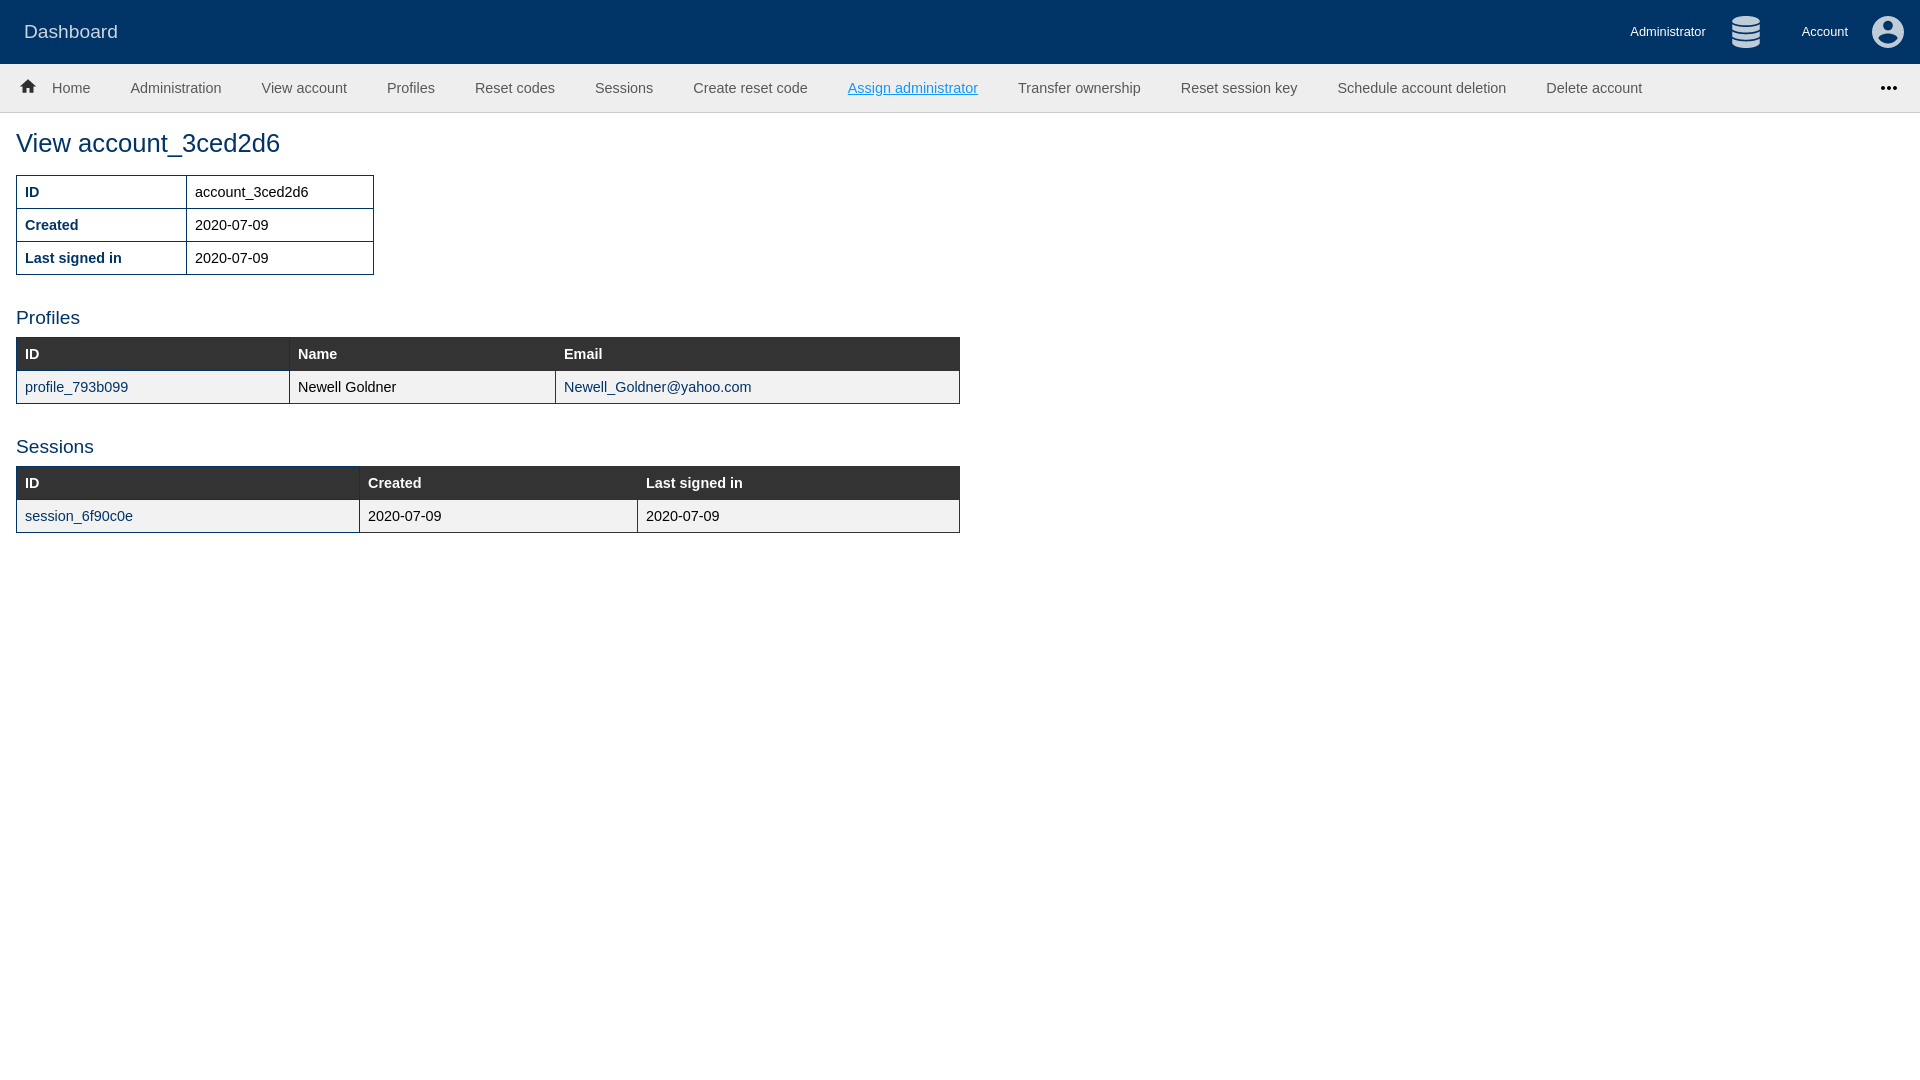 Dashboard Administrator Account
Home Administration View account Profiles Reset codes Sessions Create reset code Assign administrator Transfer ownership Reset session key Schedule account deletion Delete account
View account_3ced2d6
ID account_3ced2d6
Created 2020-07-09
Last signed in 2020-07-09
Profiles
ID Name Email
profile_793b099 Newell Goldner Newell_Goldner@yahoo.com
Sessions
ID Created Last signed in
session_6f90c0e 2020-07-09 2020-07-09